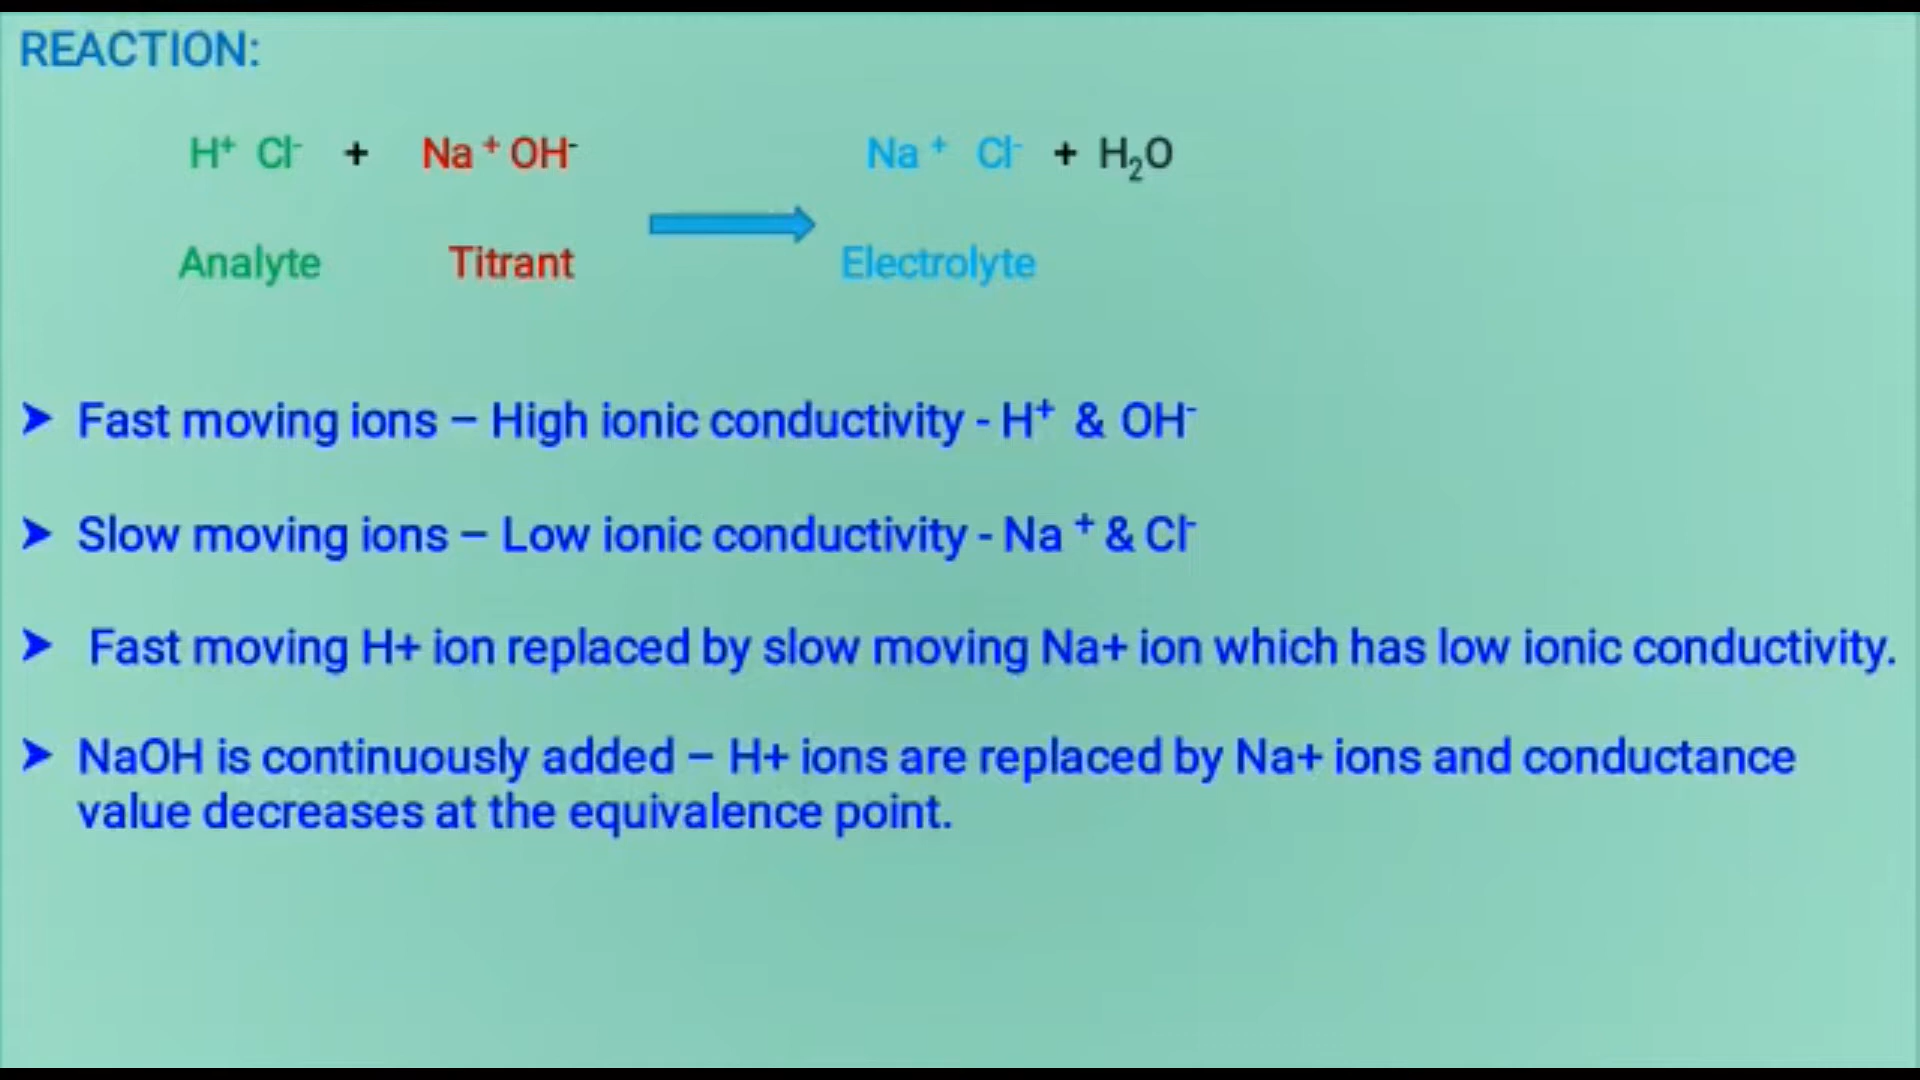 REACTION:
H⁺ Cl⁻ + Na ⁺ OH⁻ Na ⁺ Cl⁻ + H₂O
Analyte Titrant Electrolyte
➤ Fast moving ions – High ionic conductivity - H⁺ & OH⁻
➤ Slow moving ions – Low ionic conductivity - Na ⁺ & Cl⁻
➤ Fast moving H+ ion replaced by slow moving Na+ ion which has low ionic conductivity.
➤ NaOH is continuously added – H+ ions are replaced by Na+ ions and conductance
value decreases at the equivalence point.